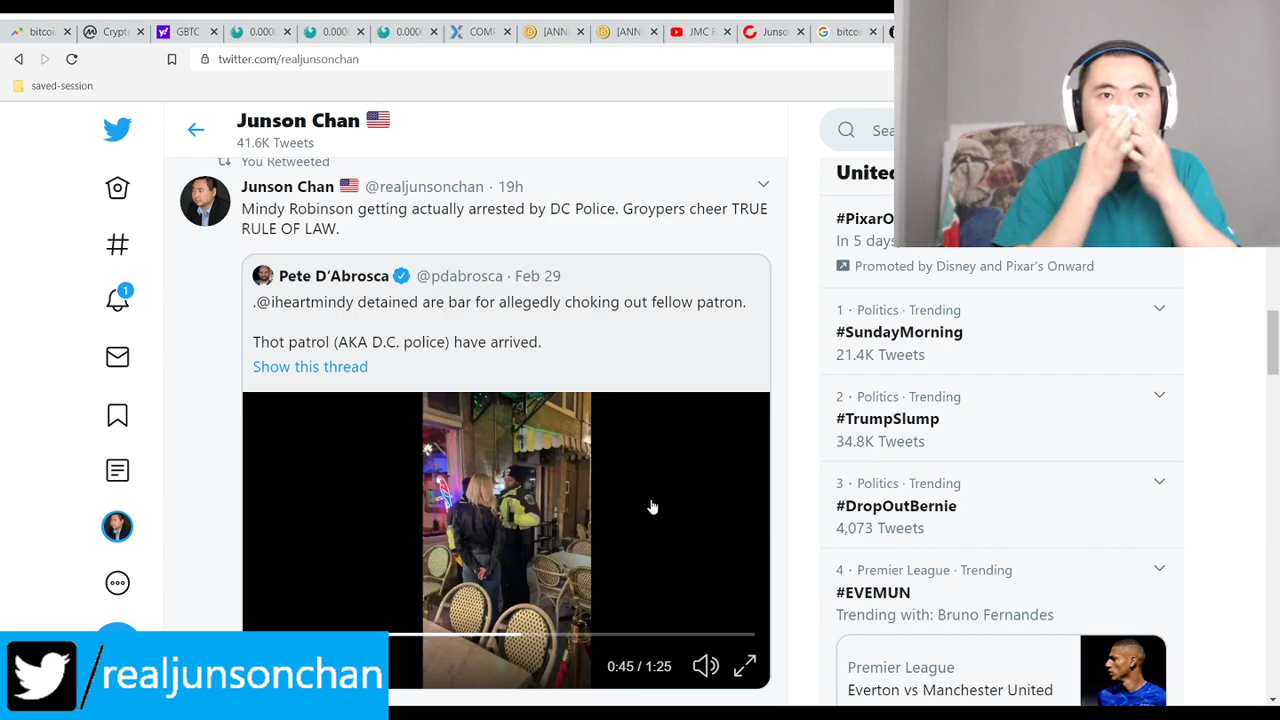 bitcoi
Crypt
GBTC
0.000
0.000
0.000
COMF
[ANN
[ANN
JMC R
Junso
bitco
twitter.com/realjunsonchan
saved-session
Junson Chan
41.6K Tweets
You Retweeted
Junson Chan @realjunsonchan · 19h
Mindy Robinson getting actually arrested by DC Police. Groypers cheer TRUE
RULE OF LAW.
Pete D'Abrosca @pdabrosca · Feb 29
.@iheartmindy detained are bar for allegedly choking out fellow patron.
Thot patrol (AKA D.C. police) have arrived.
Show this thread
0:45 / 1:25
1
/realjunsonchan
Sea
United
#PixarO
In 5 days
Promoted by Disney and Pixar's Onward
1 · Politics · Trending
#SundayMorning
21.4K Tweets
2 · Politics · Trending
#TrumpSlump
34.8K Tweets
3 · Politics · Trending
#DropOutBernie
4,073 Tweets
4 · Premier League · Trending
#EVEMUN
Trending with: Bruno Fernandes
Premier League
Everton vs Manchester United